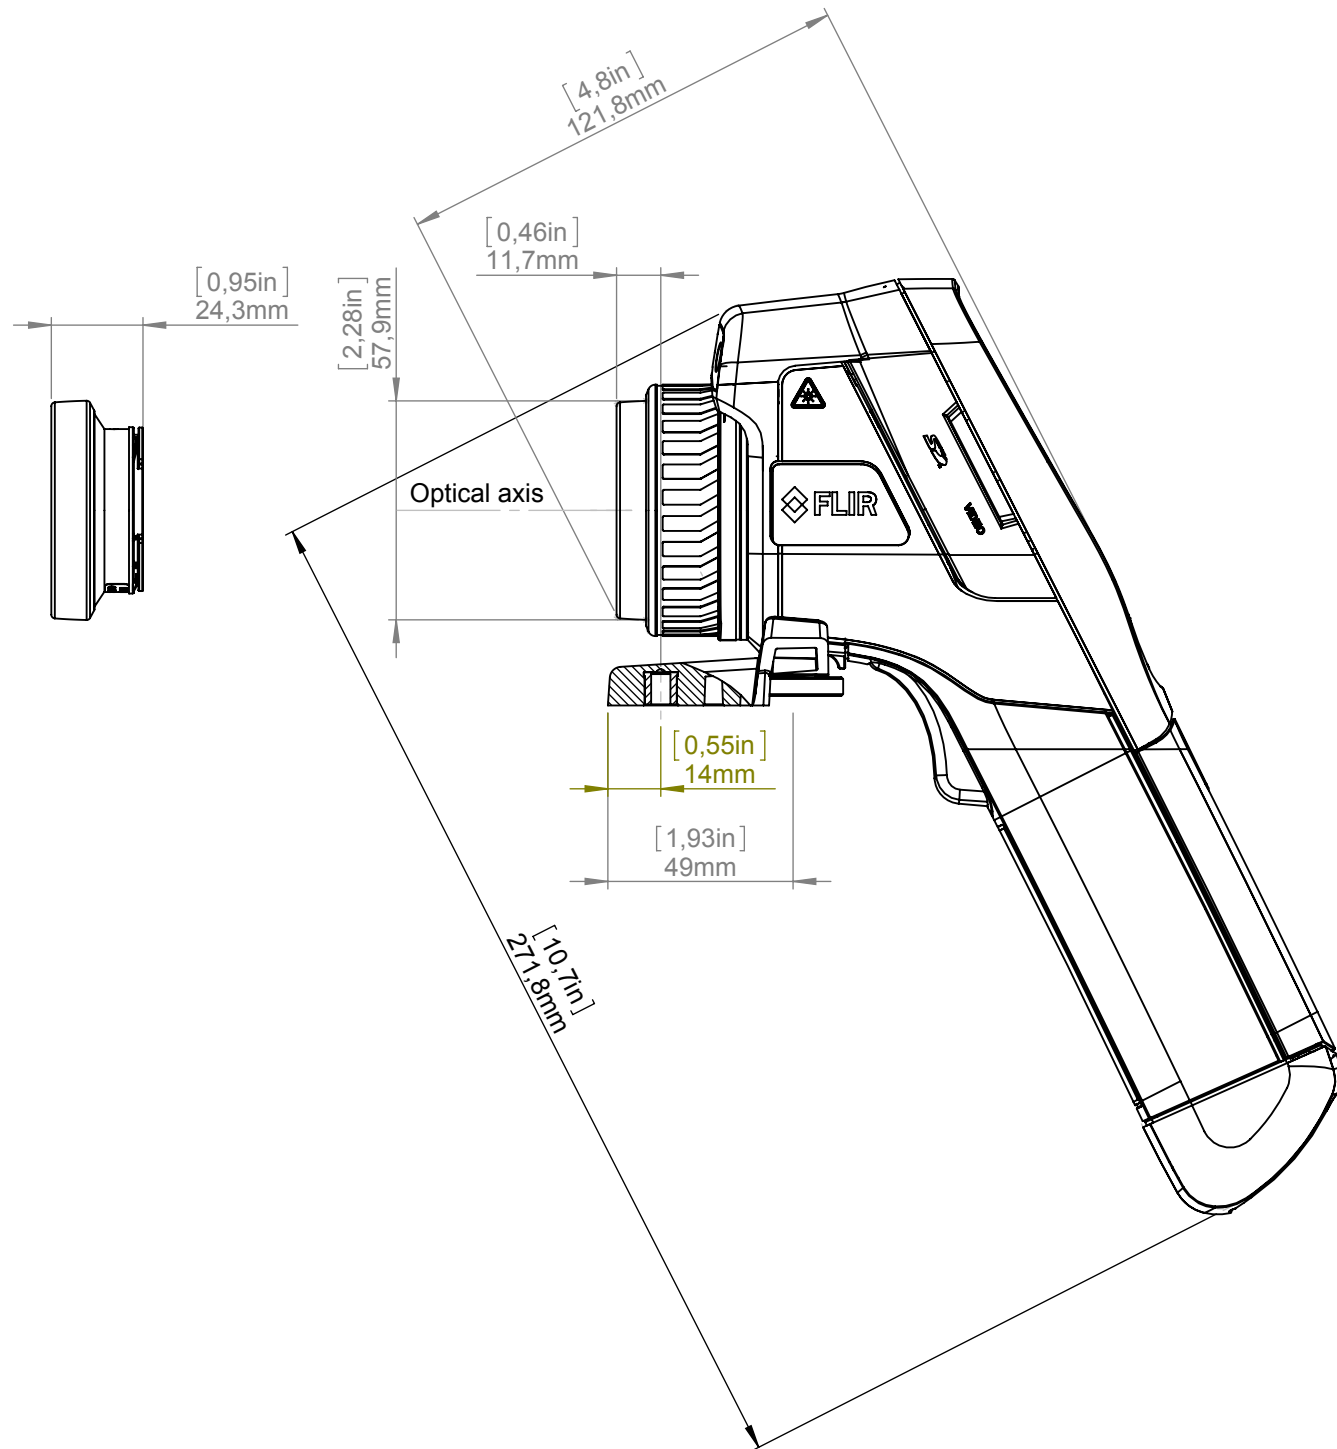 [4,8in]
121,8mm
[0,46in]
11,7mm
[0,95in]
24,3mm
[2,28in]
57,9mm
Optical axis
FLIR
SD
VIDEO
[0,55in]
14mm
[1,93in]
49mm
[10,7in]
271,8mm